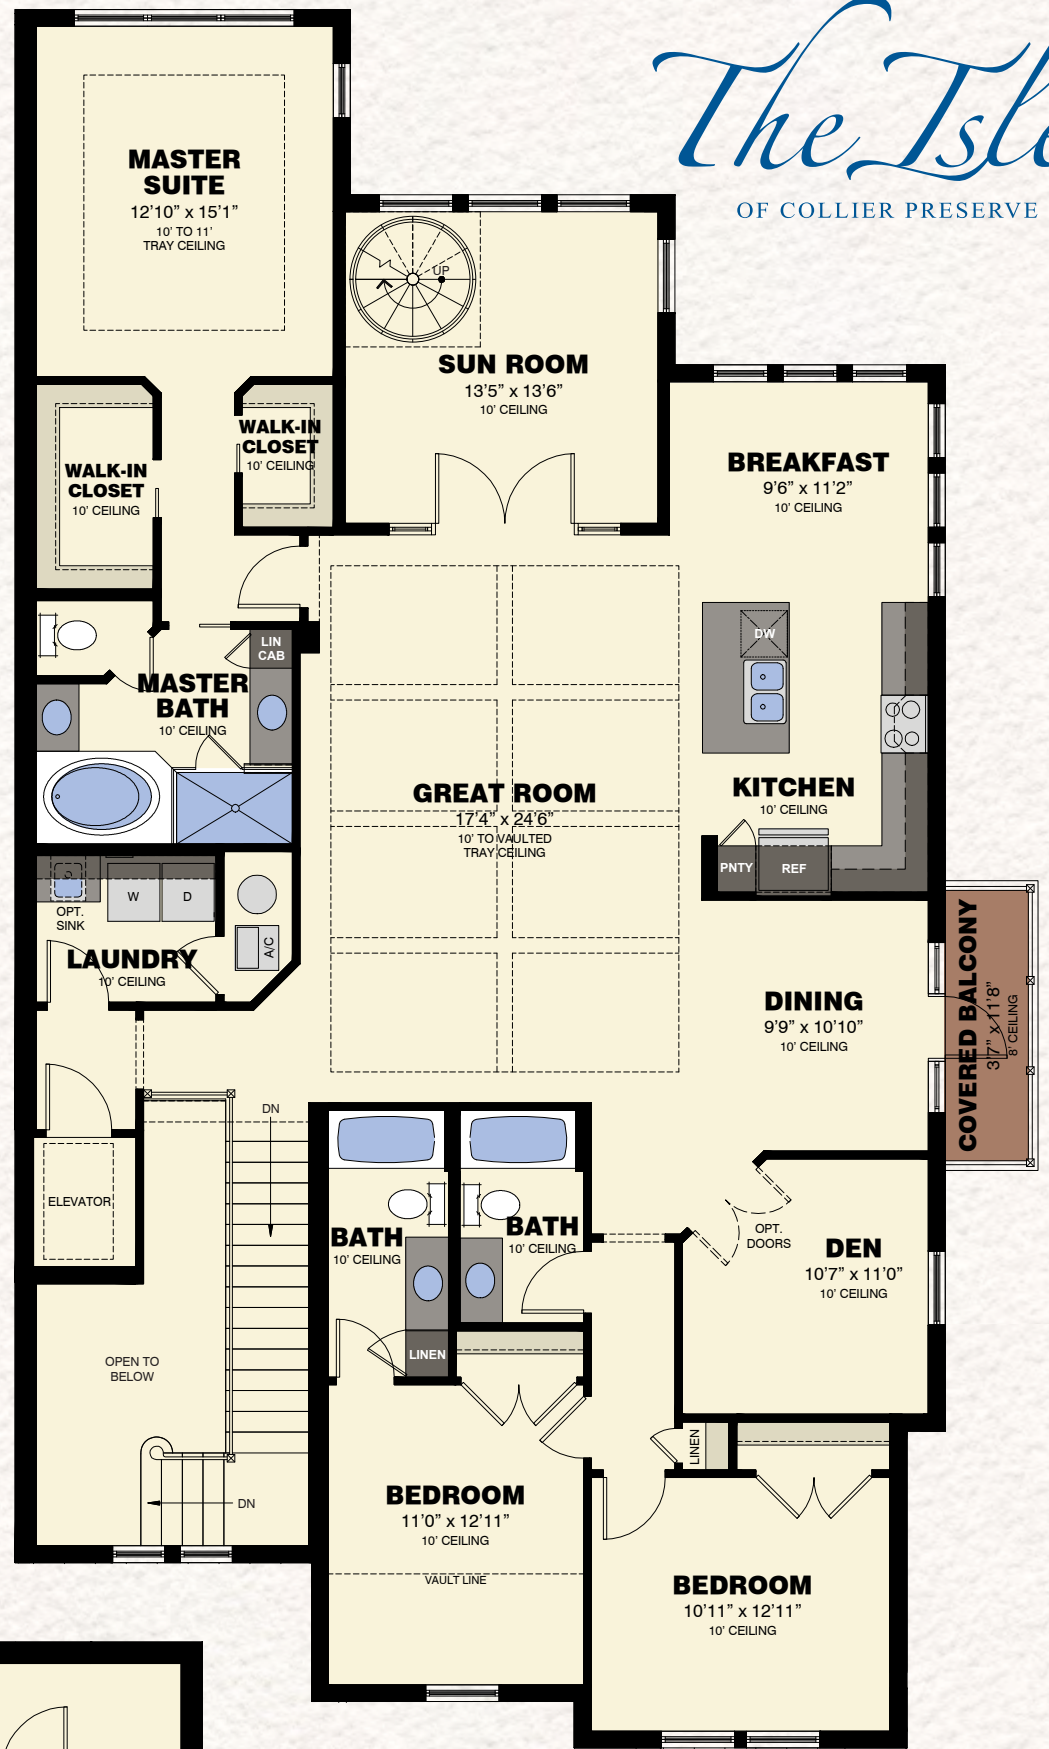 The Isle
OF COLLIER PRESERVE
MASTER
SUITE
12'10" x 15'1"
10' TO 11'
TRAY CEILING
UP
SUN ROOM
13'5" x 13'6"
10' CEILING
WALK-IN
CLOSET
10' CEILING
WALK-IN
CLOSET
10' CEILING
BREAKFAST
9'6" x 11'2"
10' CEILING
LIN
CAB
DW
MASTER
BATH
10' CEILING
GREAT ROOM
17'4" x 24'6"
10' TO VAULTED
TRAY CEILING
KITCHEN
10' CEILING
PNTY
REF
W
D
OPT.
SINK
A/C
LAUNDRY
10' CEILING
DINING
9'9" x 10'10"
10' CEILING
COVERED BALCONY
3'7" x 11'8"
8' CEILING
DN
ELEVATOR
BATH
10' CEILING
BATH
10' CEILING
OPT.
DOORS
DEN
10'7" x 11'0"
10' CEILING
LINEN
OPEN TO
BELOW
LINEN
DN
BEDROOM
11'0" x 12'11"
10' CEILING
VAULT LINE
BEDROOM
10'11" x 12'11"
10' CEILING